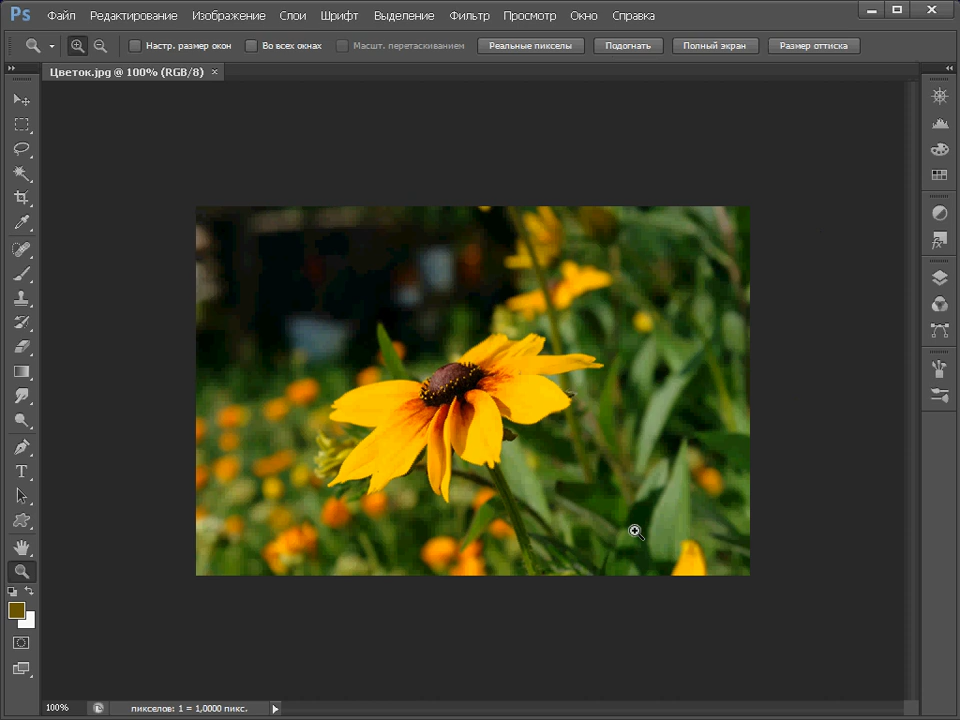 Ps Файл Редактирование Изображение Слои Шрифт Выделение Фильтр Просмотр Окно Справка
Настр. размер окон Во всех окнах Масшт. перетаскиванием Реальные пикселы Подогнать Полный экран Размер оттиска
Цветок.jpg @ 100% (RGB/8) ×
100% пикселов: 1 = 1,0000 пикс.